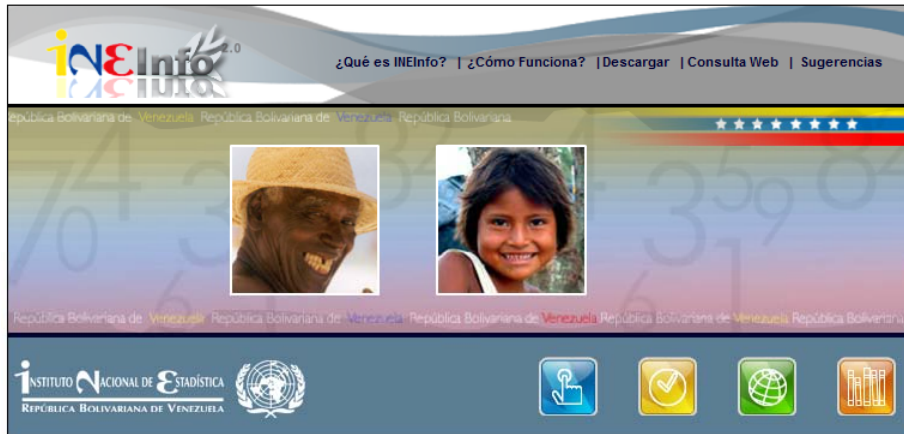 iNEInfo 2.0
¿Qué es INEInfo? | ¿Cómo Funciona? | Descargar | Consulta Web | Sugerencias
República Bolivariana de Venezuela República Bolivariana de Venezuela República Bolivariana
República Bolivariana de Venezuela República Bolivariana de Venezuela República Bolivariana de Venezuela República Bolivariana de Venezuela República Bolivariana
INSTITUTO NACIONAL DE ESTADÍSTICA
REPÚBLICA BOLIVARIANA DE VENEZUELA